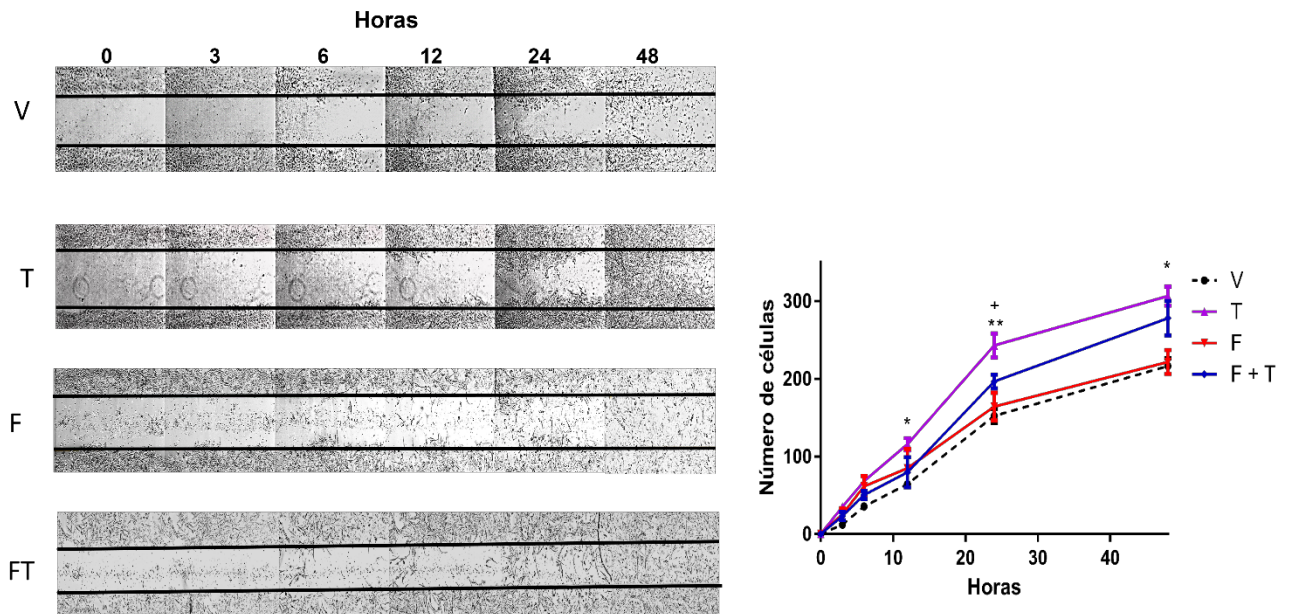 Horas
0 3 6 12 24 48
V
T
F
FT
Número de células
300
200
100
0
0 10 20 30 40
Horas
*
+
**
*
V
T
F
F + T